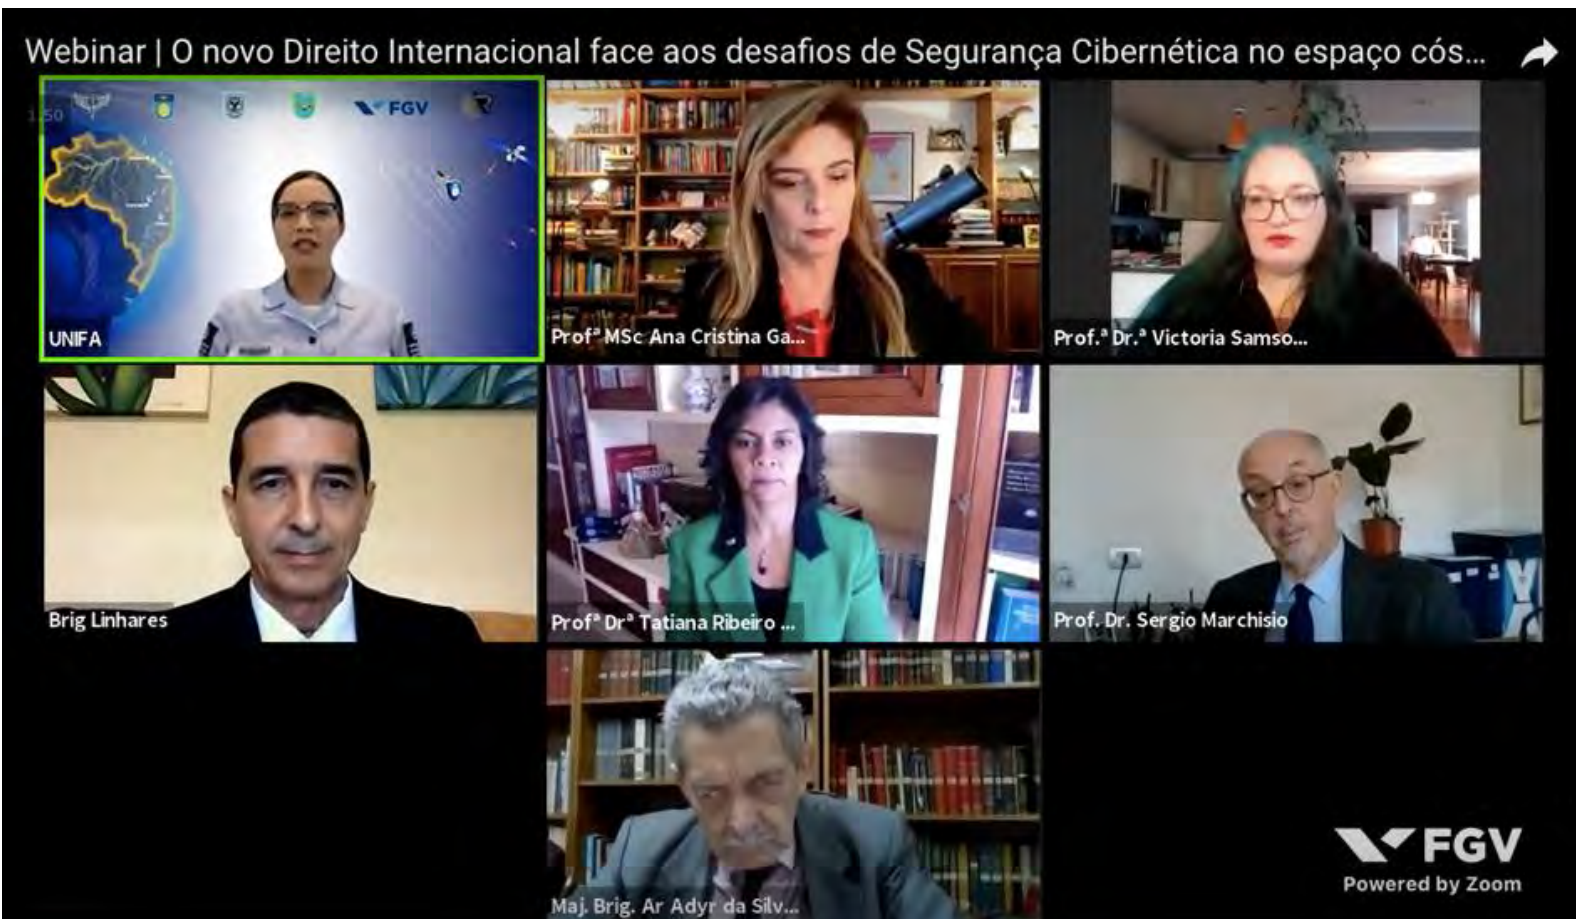 Webinar | O novo Direito Internacional face aos desafios de Segurança Cibernética no espaço cós...
1:50
FGV
UNIFA
Profª MSc Ana Cristina Ga...
Prof.ª Dr.ª Victoria Samso...
Brig Linhares
Profª Drª Tatiana Ribeiro ...
Prof. Dr. Sergio Marchisio
Maj. Brig. Ar Adyr da Silv...
FGV
Powered by Zoom